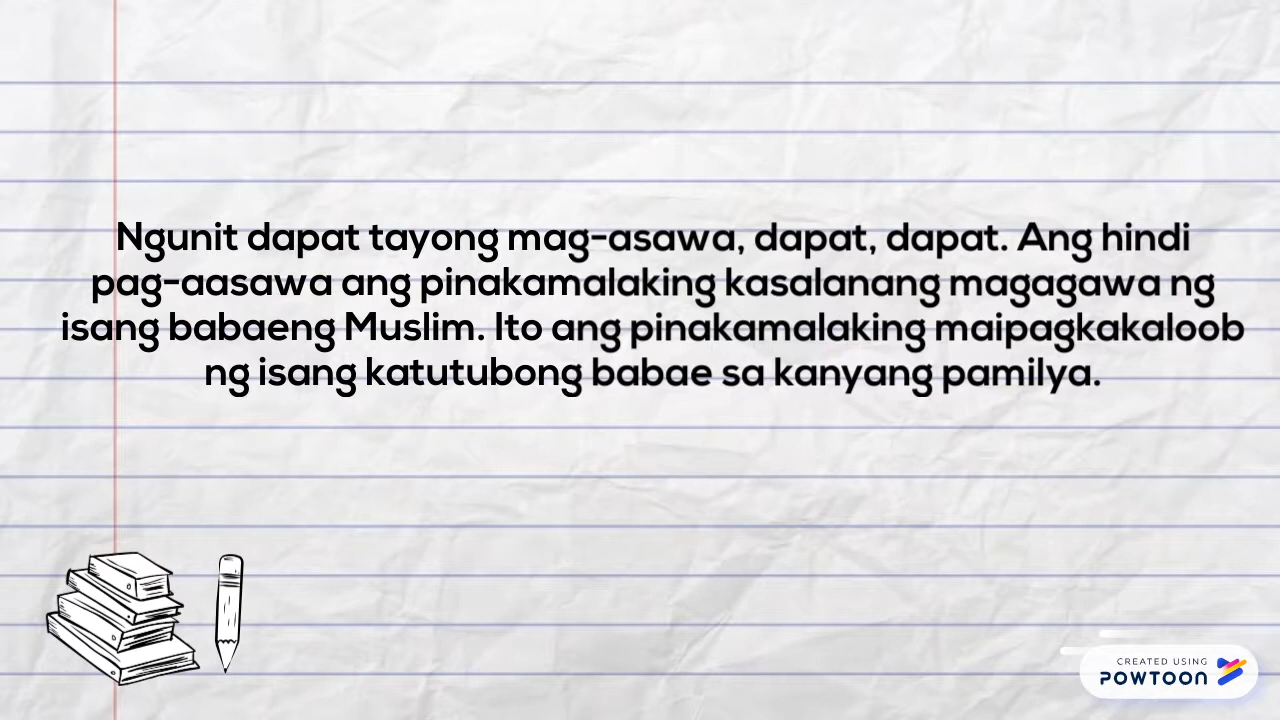 Ngunit dapat tayong mag-asawa, dapat, dapat. Ang hindi
pag-aasawa ang pinakamalaking kasalanang magagawa ng
isang babaeng Muslim. Ito ang pinakamalaking maipagkakaloob
ng isang katutubong babae sa kanyang pamilya.
CREATED USING
POWTOON